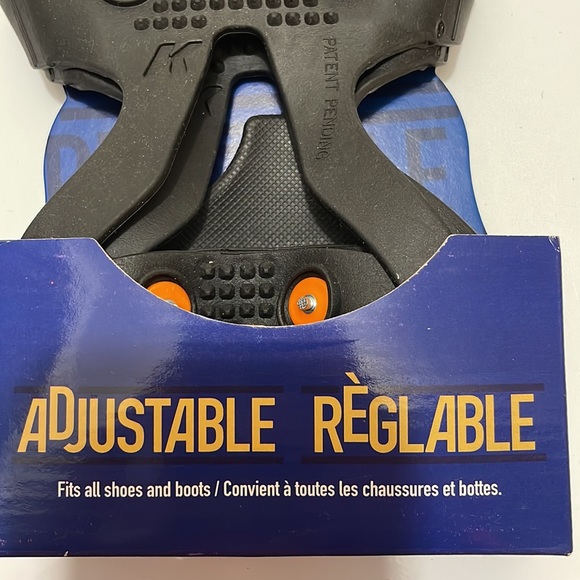 PATENT PENDING
K
ADJUSTABLE RÈGLABLE
Fits all shoes and boots / Convient à toutes les chaussures et bottes.